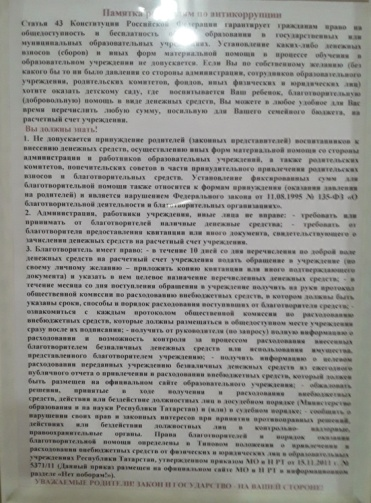 Памятка по антикоррупции
Статья 43 Конституции Российской Федерации гарантирует гражданам право на
общедоступность и бесплатность образования в государственных или
муниципальных образовательных учреждениях. Установление каких-либо денежных
взносов (сборов) и иных форм материальной помощи в процессе обучения в
образовательном учреждении не допускается. Если Вы по собственному желанию (без
какого бы то ни было давления со стороны администрации, сотрудников образовательного
учреждения, родительских комитетов, фондов, иных физических и юридических лиц)
хотите оказать детскому саду, где воспитывается Ваш ребенок, благотворительную
(добровольную) помощь в виде денежных средств, Вы можете в любое удобное для Вас
время перечислить любую сумму, посильную для Вашего семейного бюджета, на
расчетный счет учреждения.
Вы должны знать!
1. Не допускается принуждение родителей (законных представителей) воспитанников к
внесению денежных средств, осуществлению иных форм материальной помощи со стороны
администрации и работников образовательных учреждений, а также родительских
комитетов, попечительских советов в части принудительного привлечения родительских
взносов и благотворительных средств. Установление фиксированных сумм для
благотворительной помощи также относится к формам принуждения (оказания давления
на родителей) и является нарушением Федерального закона от 11.08.1995 № 135-ФЗ «О
благотворительной деятельности и благотворительных организациях».
2. Администрация, работники учреждения, иные лица не вправе: - требовать или
принимать от благотворителей наличные денежные средства; - требовать от
благотворителя предоставления квитанции или иного документа, свидетельствующего о
зачислении денежных средств на расчетный счет учреждения.
3. Благотворитель имеет право: - в течение 10 дней со дня перечисления по доброй воле
денежных средств на расчетный счет учреждения подать обращение в учреждение (по
своему личному желанию – приложить копию квитанции или иного подтверждающего
документа) и указать в нем целевое назначение перечисленных денежных средств; - в
течение месяца со дня поступления обращения в учреждение получить на руки протокол
общественной комиссии по расходованию внебюджетных средств, в котором должны быть
указаны срок, способы и порядок расходования поступивших от благотворителя средств; -
ознакомиться с каждым протоколом общественной комиссии по расходованию
внебюджетных средств, которые должны размещаться в общедоступном месте учреждения
сразу после их подписания; - получить от руководителя (по запросу) полную информацию о
расходовании и возможность контроля за процессом расходования внесенных
благотворителем безналичных денежных средств или использования имущества,
предоставленного благотворителем учреждению; - получить информацию о целевом
расходовании переданных учреждению безналичных денежных средств из ежегодного
публичного отчета о привлечении и расходовании внебюджетных средств, который должен
быть размещен на официальном сайте образовательного учреждения; - обжаловать
решения, принятые в ходе получения и расходования внебюджетных
средств, действия или бездействие должностных лиц в досудебном порядке (Министерство
образования и на науки Республики Татарстан) и (или) в судебном порядке; - сообщить о
нарушении своих прав и законных интересов при принятии противоправных решений,
действиях или бездействии должностных лиц в контрольно- надзорные,
правоохранительные органы. Права благотворителей и порядок оказания
благотворительной помощи определены в Типовом положении о привлечении и
расходовании внебюджетных средств от физических и юридических лиц в образовательных
учреждениях Республики Татарстан, утвержденном приказом МО и Н РТ от 15.11.2011 г. №
5371/11 (Данный приказ размещен на официальном сайте МО и Н РТ в информационном
разделе «Нет поборам!»).
УВАЖАЕМЫЕ РОДИТЕЛИ! ЗАКОН НА - НА ВАШЕЙ СТОРОНЕ!